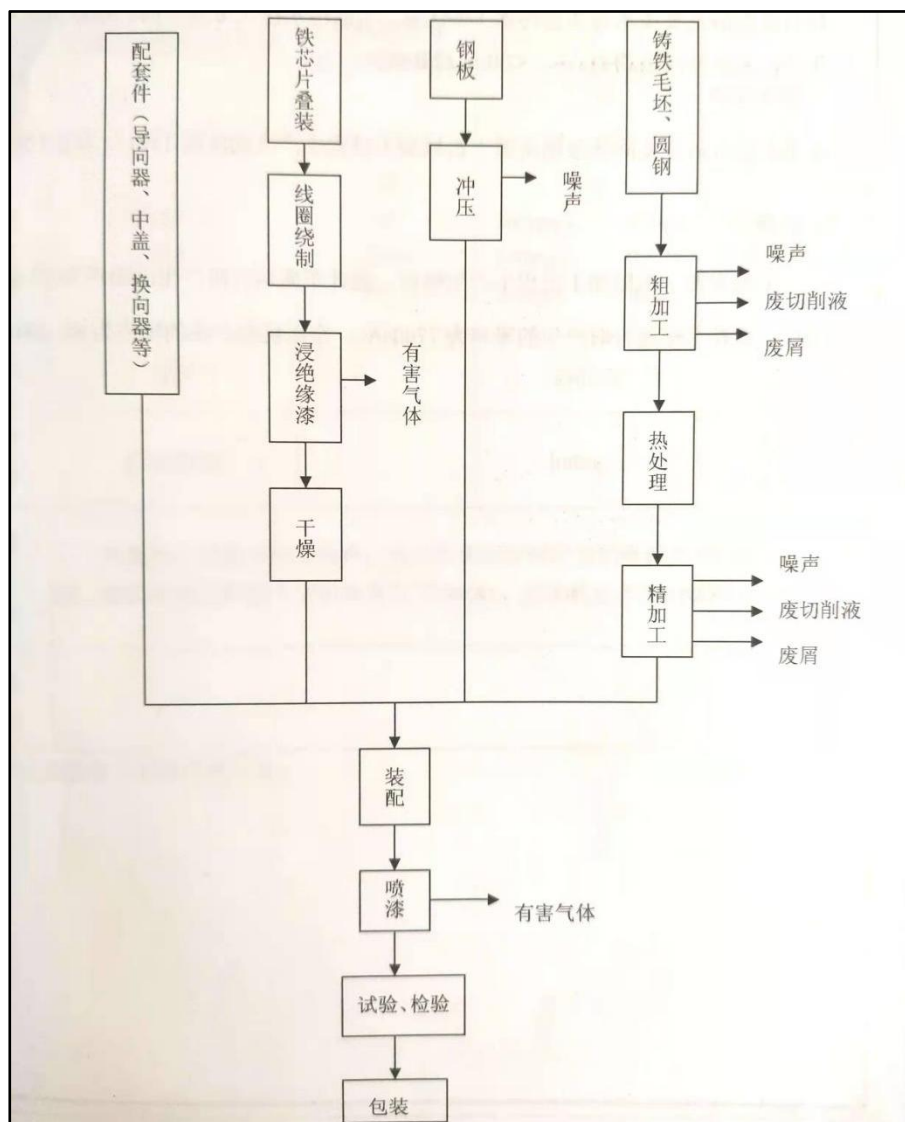 配套件（导向器、中盖、换向器等）
铁芯片叠装
线圈绕制
浸绝缘漆
有害气体
干燥
钢板
冲压
噪声
铸铁毛坯、圆钢
粗加工
噪声
废切削液
废屑
热处理
精加工
噪声
废切削液
废屑
装配
喷漆
有害气体
试验、检验
包装